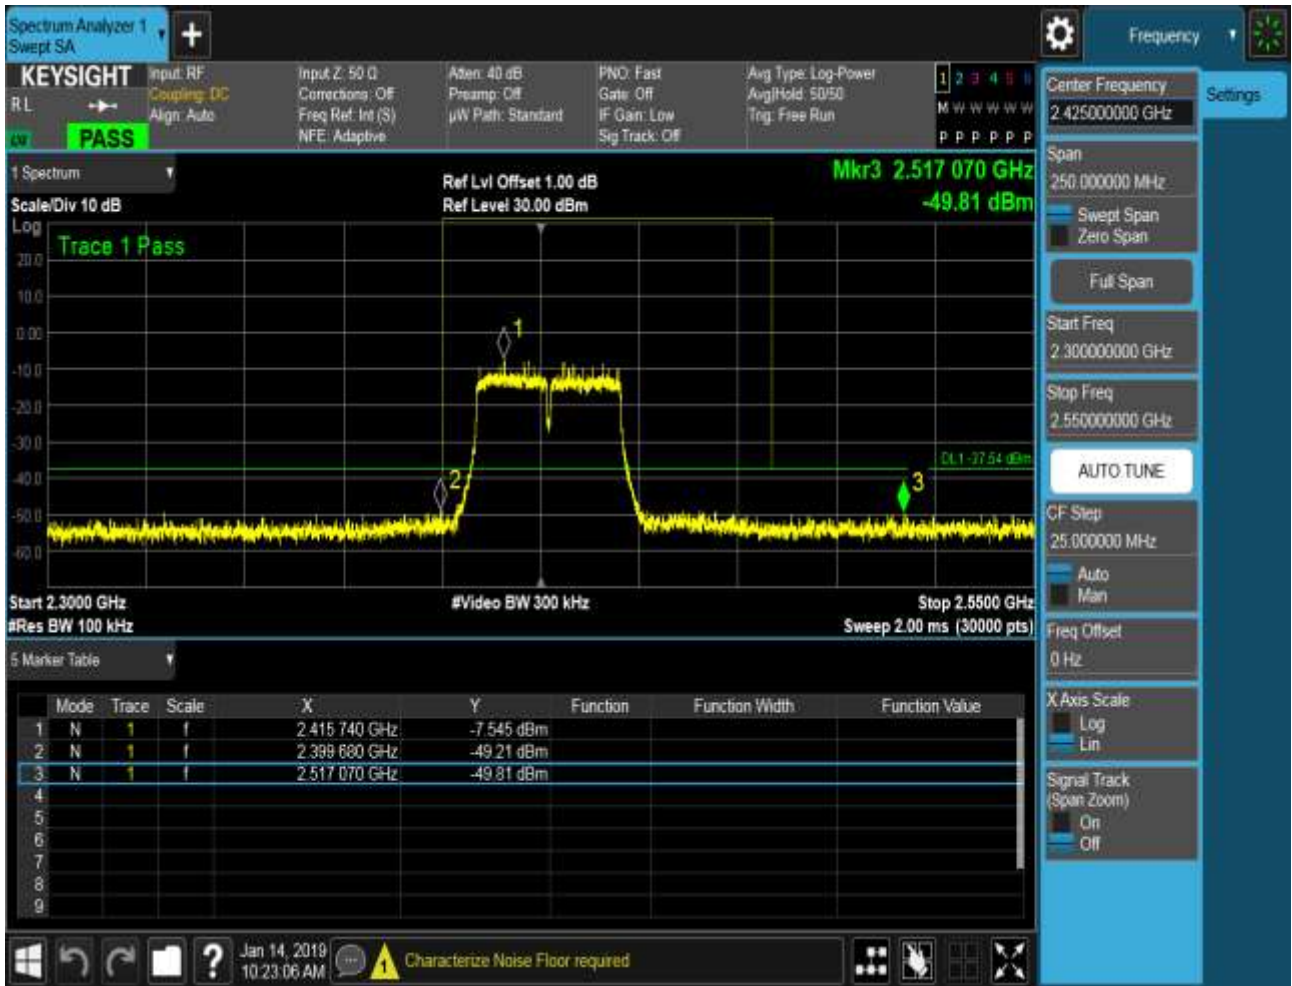 Spectrum Analyzer 1
Swept SA
Frequency
KEYSIGHT
RL
PASS
Input: RF
Coupling: DC
Align: Auto
Input Z: 50 Ω
Corrections: Off
Freq Ref: Int (S)
NFE: Adaptive
Atten: 40 dB
Preamp: Off
µW Path: Standard
PNO: Fast
Gate: Off
IF Gain: Low
Sig Track: Off
Avg Type: Log-Power
Avg|Hold: 50/50
Trig: Free Run
1 2 3 4 5 6
M W W W W W
P P P P P P
1 Spectrum
Scale/Div 10 dB
Ref Lvl Offset 1.00 dB
Ref Level 30.00 dBm
Mkr3 2.517 070 GHz
-49.81 dBm
Log
Trace 1 Pass
20.0
10.0
0.00
-10.0
-20.0
-30.0
-40.0
-50.0
-60.0
1
2
3
DL1 -37.54 dBm
Start 2.3000 GHz
#Video BW 300 kHz
Stop 2.5500 GHz
#Res BW 100 kHz
Sweep 2.00 ms (30000 pts)
5 Marker Table
Mode Trace Scale X Y Function Function Width Function Value
1 N 1 f 2.415 740 GHz -7.545 dBm
2 N 1 f 2.399 680 GHz -49.21 dBm
3 N 1 f 2.517 070 GHz -49.81 dBm
4
5
6
7
8
9
Center Frequency
2.425000000 GHz
Settings
Span
250.000000 MHz
Swept Span
Zero Span
Full Span
Start Freq
2.300000000 GHz
Stop Freq
2.550000000 GHz
AUTO TUNE
CF Step
25.000000 MHz
Auto
Man
Freq Offset
0 Hz
X Axis Scale
Log
Lin
Signal Track
(Span Zoom)
On
Off
?
Jan 14, 2019
10:23:06 AM
1
Characterize Noise Floor required